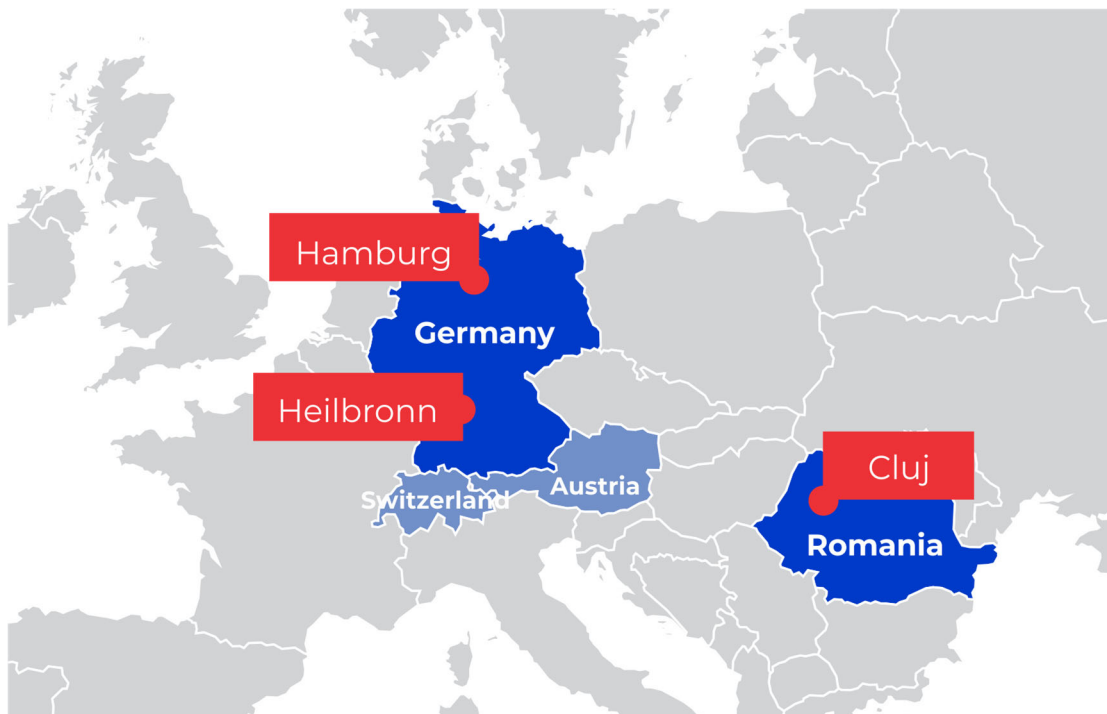 Hamburg
Germany
Heilbronn
Cluj
Austria
Switzerland
Romania